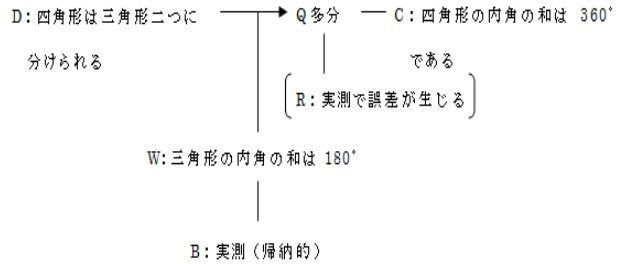 D:四角形は三角形二つに
分けられる
Q多分
C:四角形の内角の和は 360°
である
R:実測で誤差が生じる
W:三角形の内角の和は 180°
B:実測(帰納的)